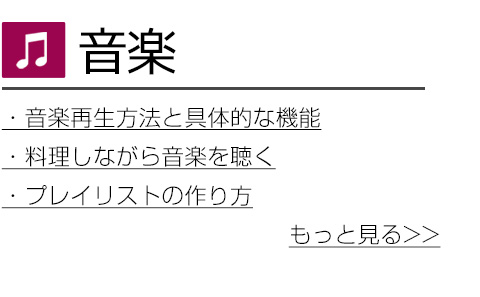 音楽
・音楽再生方法と具体的な機能
・料理しながら音楽を聴く
・プレイリストの作り方
もっと見る>>